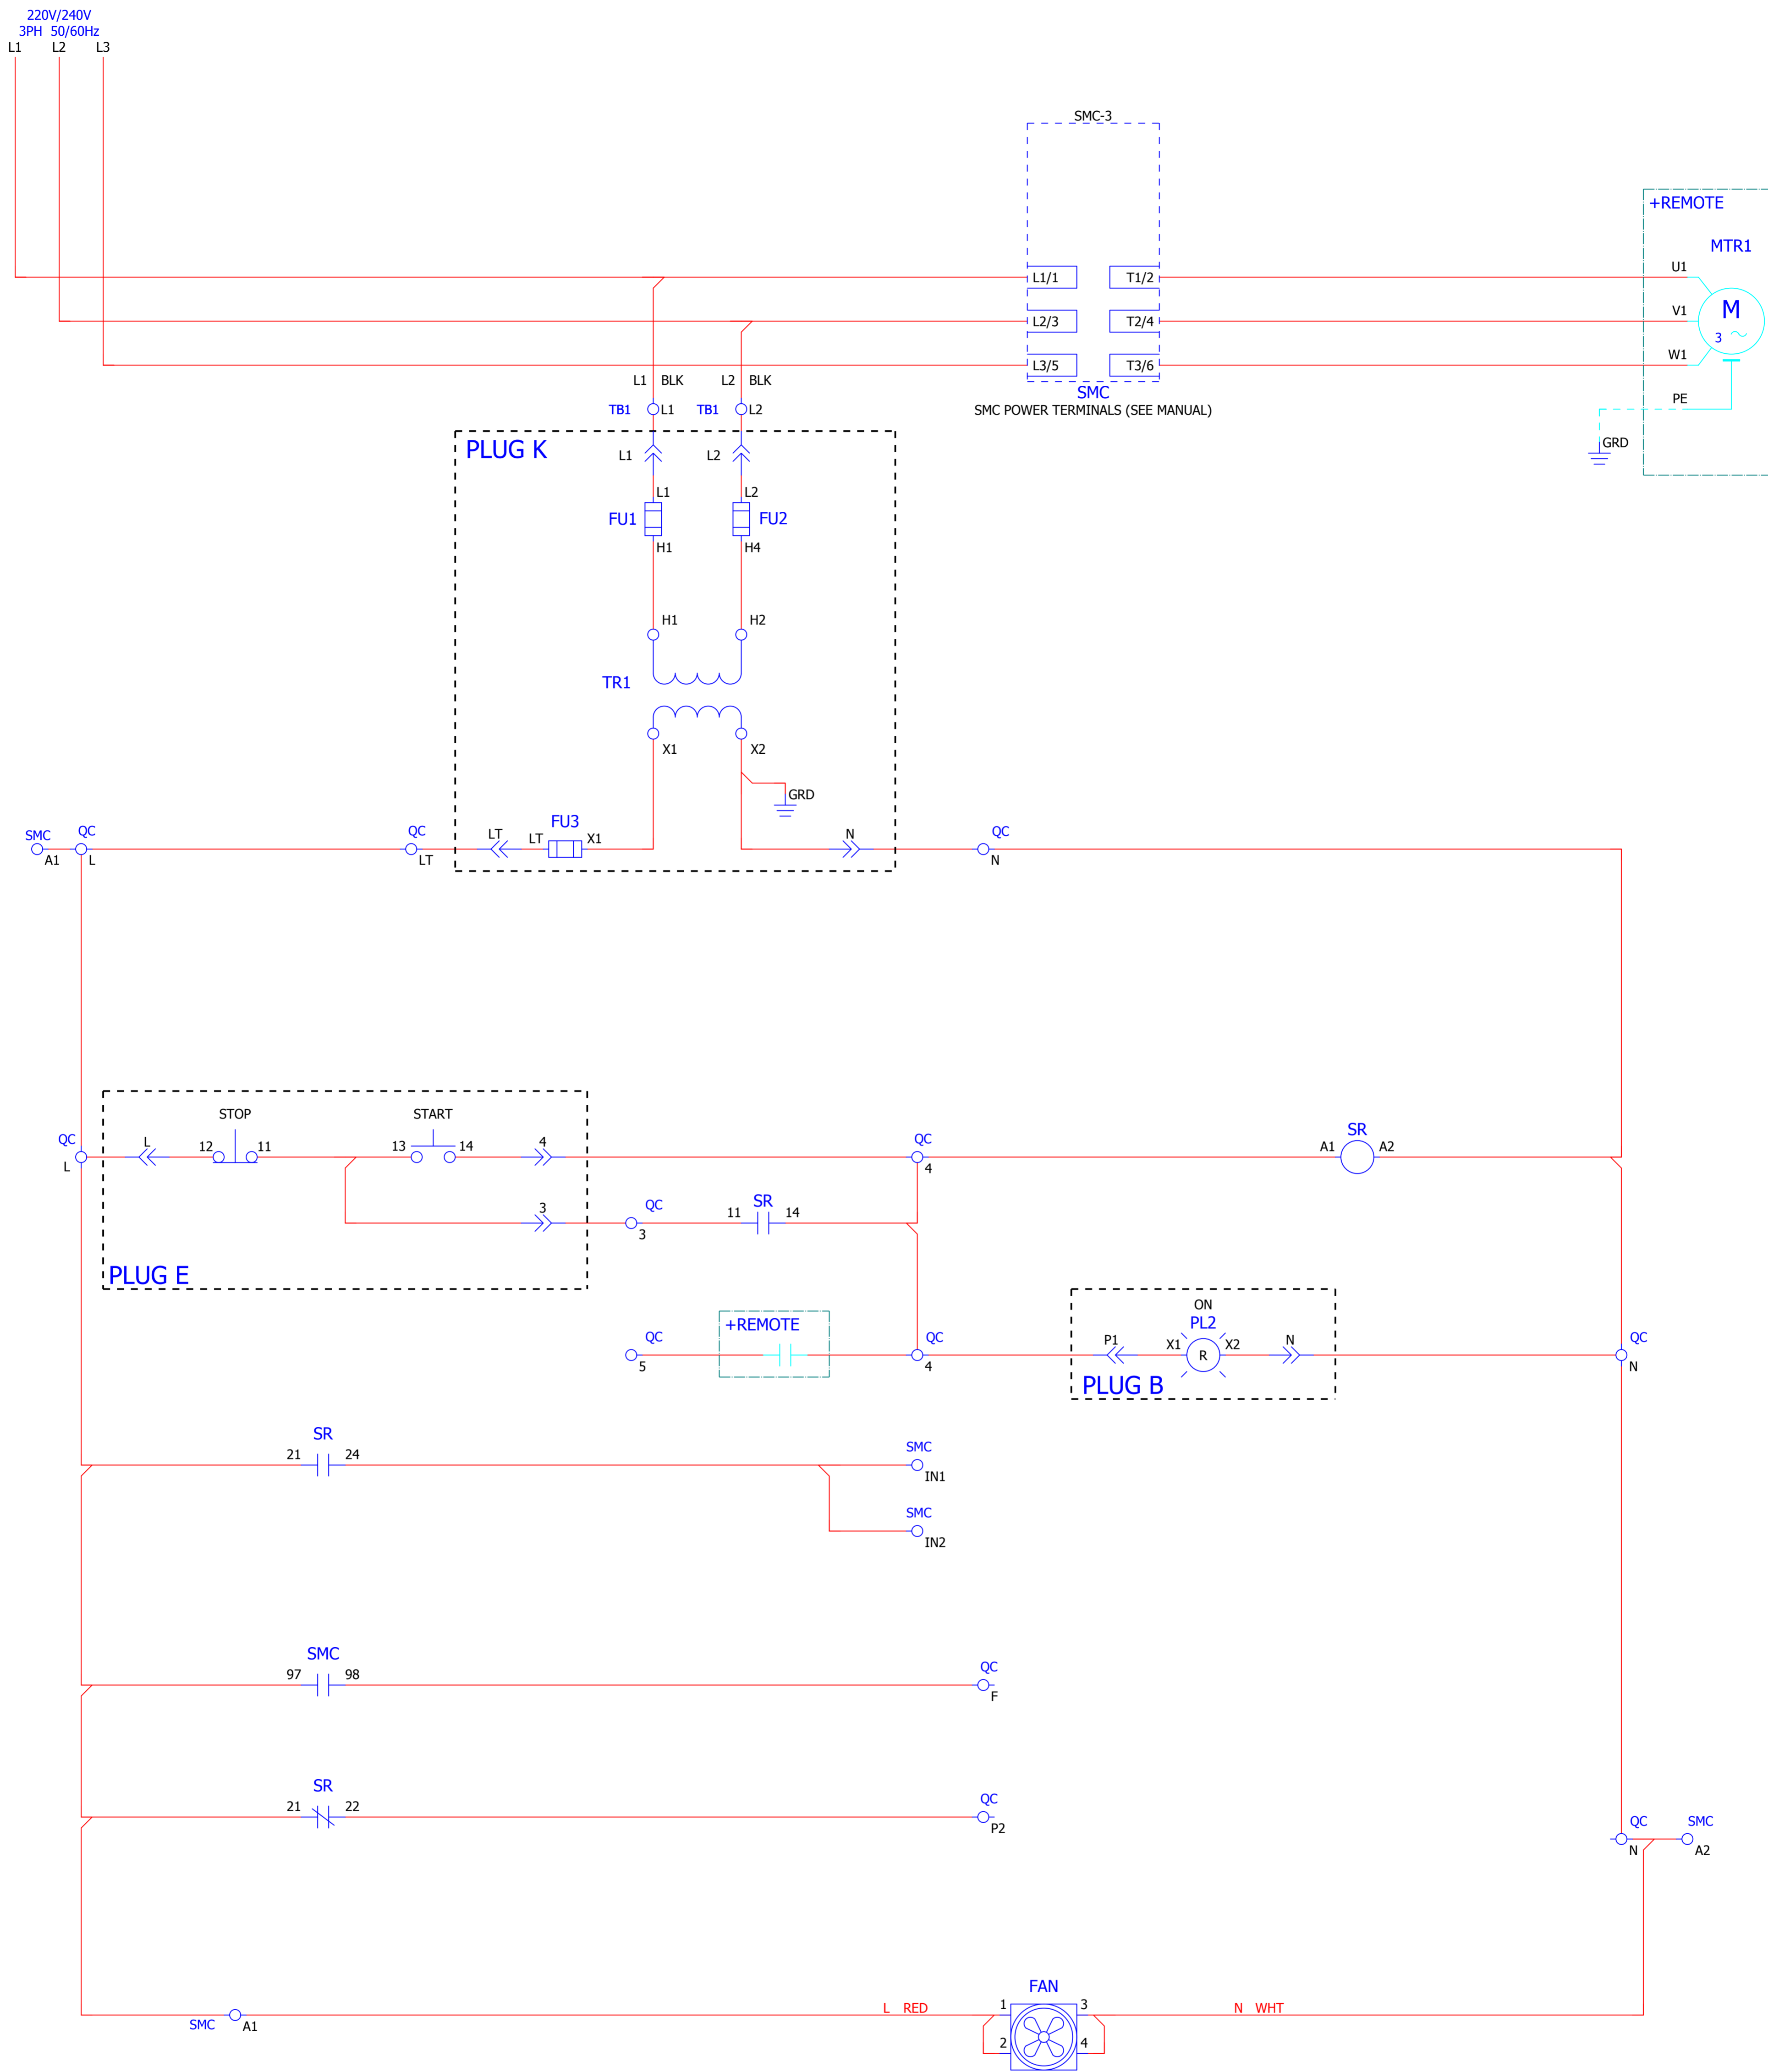 220V/240V
3PH 50/60Hz
L1 L2 L3
SMC-3
+REMOTE
MTR1
L1/1 T1/2 U1
L2/3 T2/4 V1
M
3
L3/5 T3/6 W1
L1 BLK L2 BLK
SMC
PE
TB1 L1 TB1 L2
SMC POWER TERMINALS (SEE MANUAL)
GRD
PLUG K
L1 L2
L1 L2
FU1 FU2
H1 H4
H1 H2
TR1
X1 X2
GRD
FU3
SMC QC QC LT LT X1 N QC
A1 L LT N
STOP START
QC L 12 11 13 14 4 QC SR
L 4 A1 A2
3 QC 11 SR 14
3
PLUG E
+REMOTE
ON
PL2
QC QC P1 X1 R X2 N QC
5 4 N
PLUG B
SR SMC
21 24 IN1
SMC
IN2
SMC QC
97 98 F
SR QC
21 22 P2
QC SMC
N A2
FAN
L RED 1 3 N WHT
SMC A1
2 4